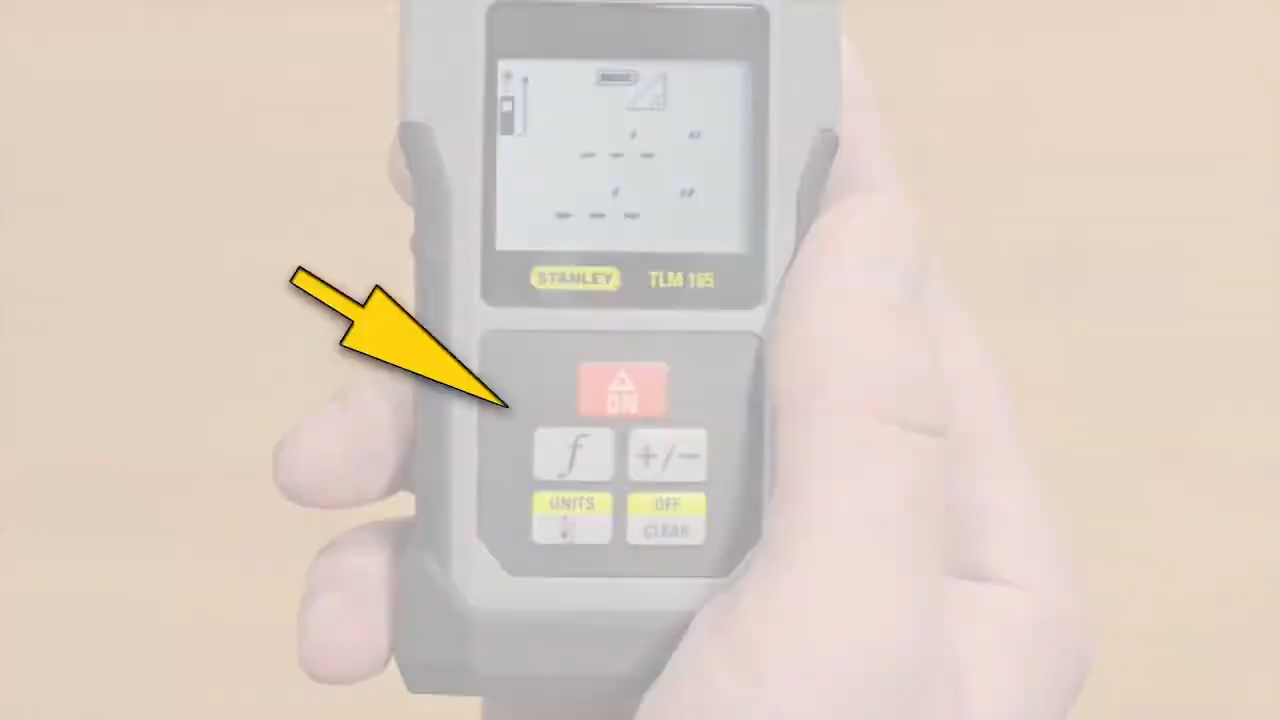 STANLEY TLM 165
ON
f +/-
UNITS OFF
CLEAR